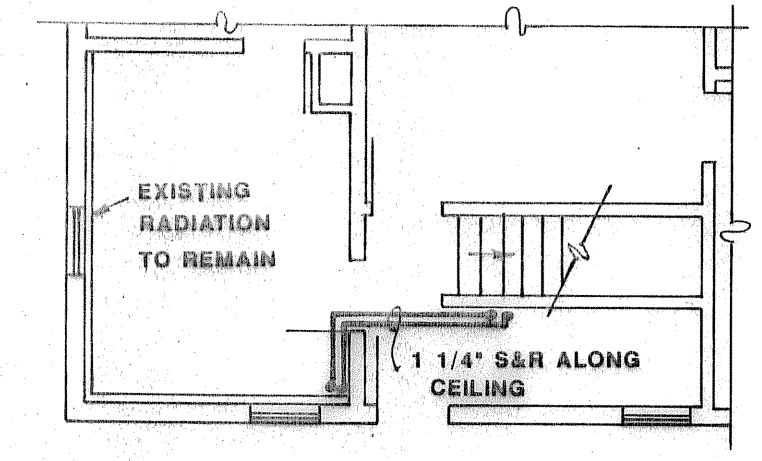 EXISTING
RADIATION
TO REMAIN
1 1/4" S&R ALONG
CEILING